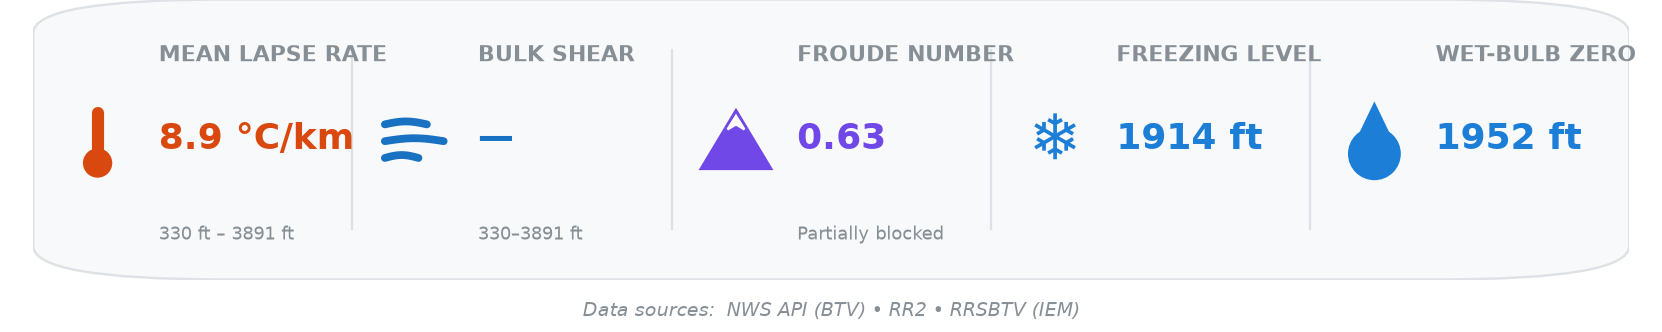 MEAN LAPSE RATE
8.9 °C/km
330 ft – 3891 ft
BULK SHEAR
—
330–3891 ft
FROUDE NUMBER
0.63
Partially blocked
FREEZING LEVEL
1914 ft
WET-BULB ZERO
1952 ft
Data sources:  NWS API (BTV) • RR2 • RRSBTV (IEM)